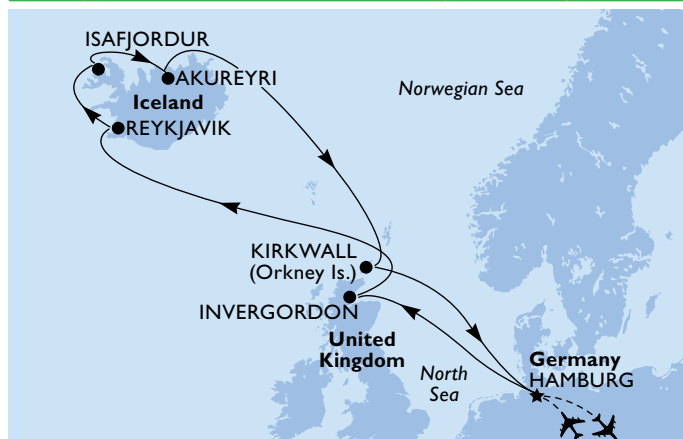 ISAFJORDUR
AKUREYRI
Iceland
REYKJAVIK
Norwegian Sea
KIRKWALL
(Orkney Is.)
INVERGORDON
United
Kingdom
North
Sea
Germany
HAMBURG